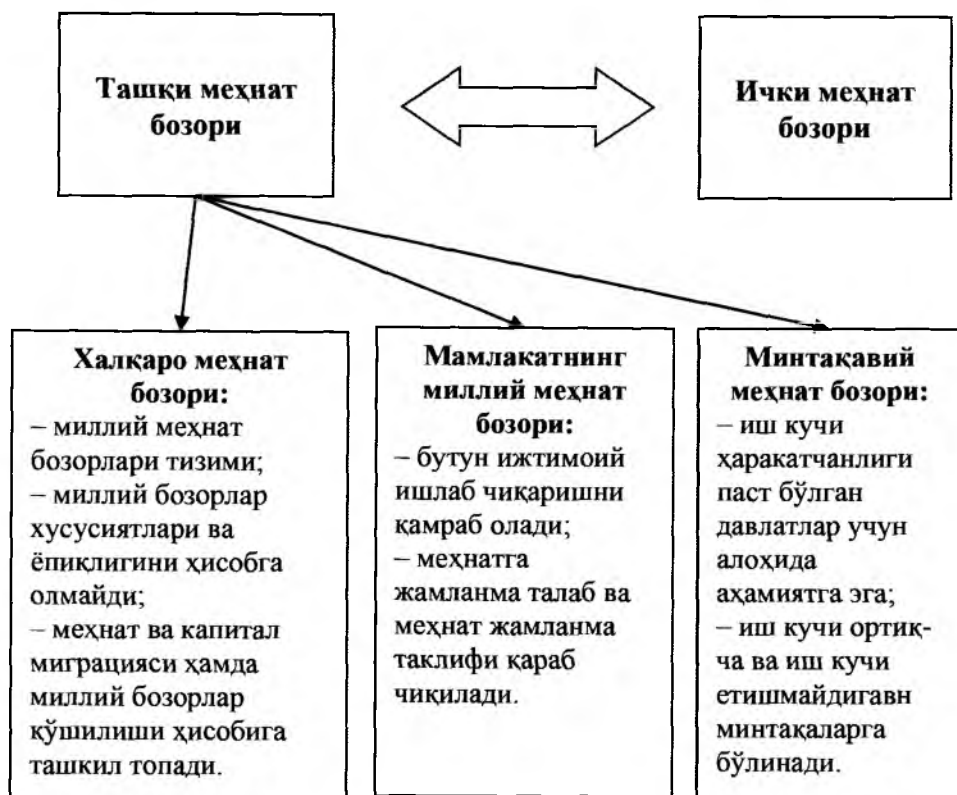 Ташқи меҳнат
бозори
Ички меҳнат
бозори
Халқаро меҳнат
бозори:
– миллий меҳнат
бозорлари тизими;
– миллий бозорлар
хусусиятлари ва
ёпиқлигини ҳисобга
олмайди;
– меҳнат ва капитал
миграцияси ҳамда
миллий бозорлар
қўшилиши ҳисобига
ташкил топади.
Мамлакатнинг
миллий меҳнат
бозори:
– бутун ижтимоий
ишлаб чиқаришни
қамраб олади;
– меҳнатга
жамланма талаб ва
меҳнат жамланма
таклифи қараб
чиқилади.
Минтақавий
меҳнат бозори:
– иш кучи
ҳаракатчанлиги
паст бўлган
давлатлар учун
алоҳида
аҳамиятга эга;
– иш кучи ортиқ-
ча ва иш кучи
етишмайдигавн
минтақаларга
бўлинади.